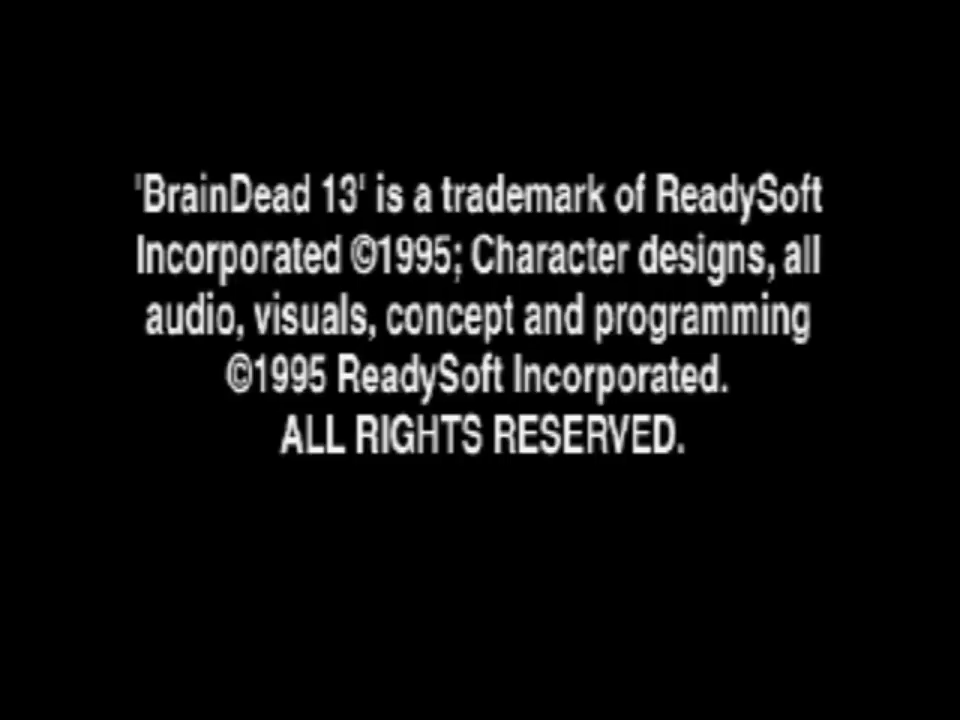 'BrainDead 13' is a trademark of ReadySoft
Incorporated ©1995; Character designs, all
audio, visuals, concept and programming
©1995 ReadySoft Incorporated.
ALL RIGHTS RESERVED.